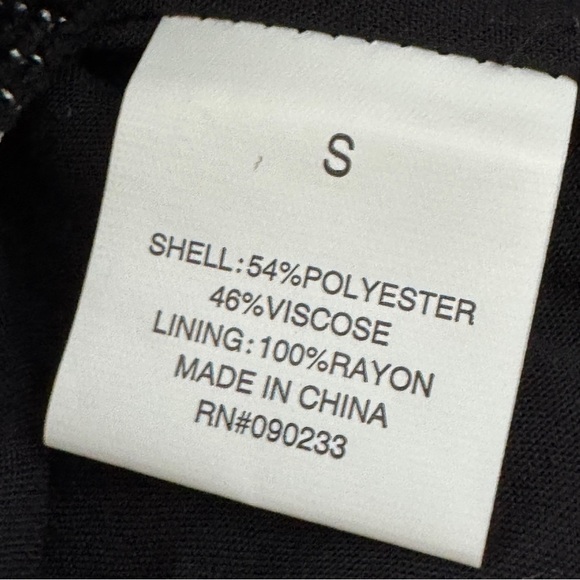 S
SHELL:54%POLYESTER
46%VISCOSE
LINING:100%RAYON
MADE IN CHINA
RN#090233